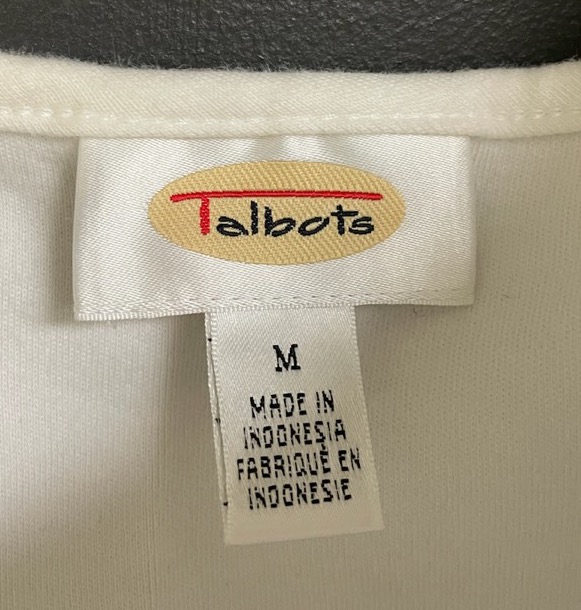 Talbots
M
MADE IN
INDONESIA
FABRIQUÉ EN
INDONESIE